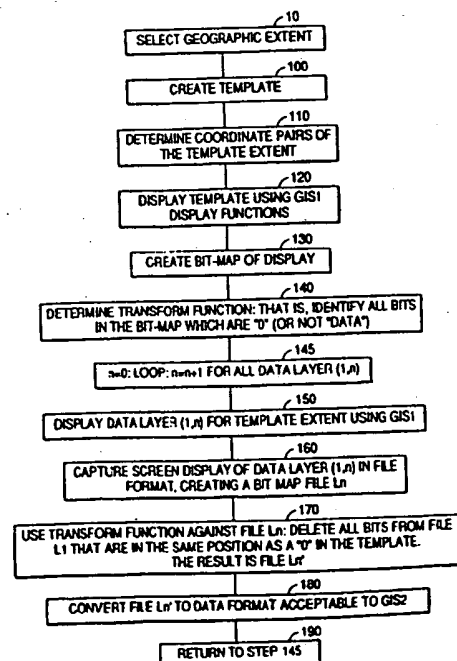 10
SELECT GEOGRAPHIC EXTENT
100
CREATE TEMPLATE
110
DETERMINE COORDINATE PAIRS OF
THE TEMPLATE EXTENT
120
DISPLAY TEMPLATE USING GIS1
DISPLAY FUNCTIONS
130
CREATE BIT-MAP OF DISPLAY
140
DETERMINE TRANSFORM FUNCTION: THAT IS, IDENTIFY ALL BITS
IN THE BIT-MAP WHICH ARE "0" (OR NOT "DATA")
145
n=0: LOOP: n=n+1 FOR ALL DATA LAYER (1,n)
150
DISPLAY DATA LAYER (1,n) FOR TEMPLATE EXTENT USING GIS1
160
CAPTURE SCREEN DISPLAY OF DATA LAYER (1,n) IN FILE
FORMAT, CREATING A BIT MAP FILE Ln
170
USE TRANSFORM FUNCTION AGAINST FILE Ln: DELETE ALL BITS FROM FILE
L1 THAT ARE IN THE SAME POSITION AS A "0" IN THE TEMPLATE.
THE RESULT IS FILE Ln'
180
CONVERT FILE Ln' TO DATA FORMAT ACCEPTABLE TO GIS2
190
RETURN TO STEP 145